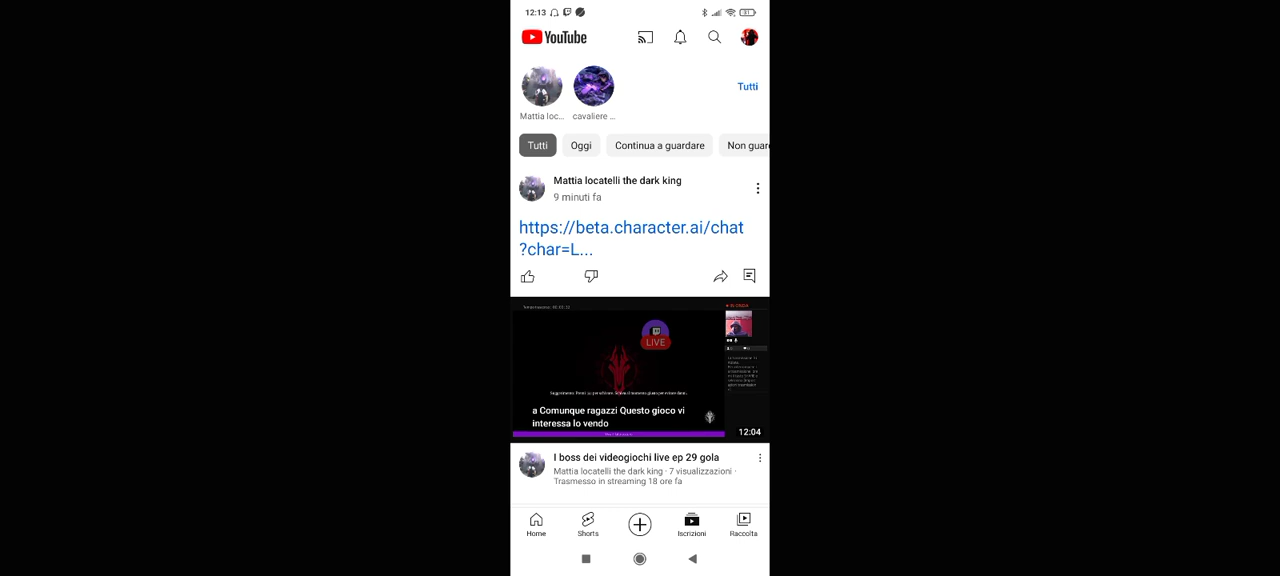 12:13
31
YouTube
Tutti
Mattia loc...
cavaliere ...
Tutti
Oggi
Continua a guardare
Non guar
Mattia locatelli the dark king
9 minuti fa
https://beta.character.ai/chat
?char=L...
IN ONDA
LIVE
a Comunque ragazzi Questo gioco vi
interessa lo vendo
12:04
I boss dei videogiochi live ep 29 gola
Mattia locatelli the dark king · 7 visualizzazioni ·
Trasmesso in streaming 18 ore fa
Home
Shorts
Iscrizioni
Raccolta